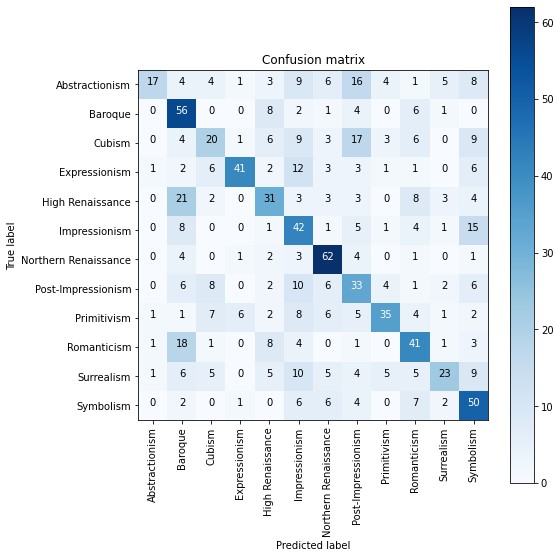 Confusion matrix
Abstractionism 17 4 4 1 3 9 6 16 4 1 5 8
Baroque 0 56 0 0 8 2 1 4 0 6 1 0
Cubism 0 4 20 1 6 9 3 17 3 6 0 9
Expressionism 1 2 6 41 2 12 3 3 1 1 0 6
High Renaissance 0 21 2 0 31 3 3 3 0 8 3 4
Impressionism 0 8 0 0 1 42 1 5 1 4 1 15
Northern Renaissance 0 4 0 1 2 3 62 4 0 1 0 1
Post-Impressionism 0 6 8 0 2 10 6 33 4 1 2 6
Primitivism 1 1 7 6 2 8 6 5 35 4 1 2
Romanticism 1 18 1 0 8 4 0 1 0 41 1 3
Surrealism 1 6 5 0 5 10 5 4 5 5 23 9
Symbolism 0 2 0 1 0 6 6 4 0 7 2 50
True label
Abstractionism
Baroque
Cubism
Expressionism
High Renaissance
Impressionism
Northern Renaissance
Post-Impressionism
Primitivism
Romanticism
Surrealism
Symbolism
Predicted label
60
50
40
30
20
10
0